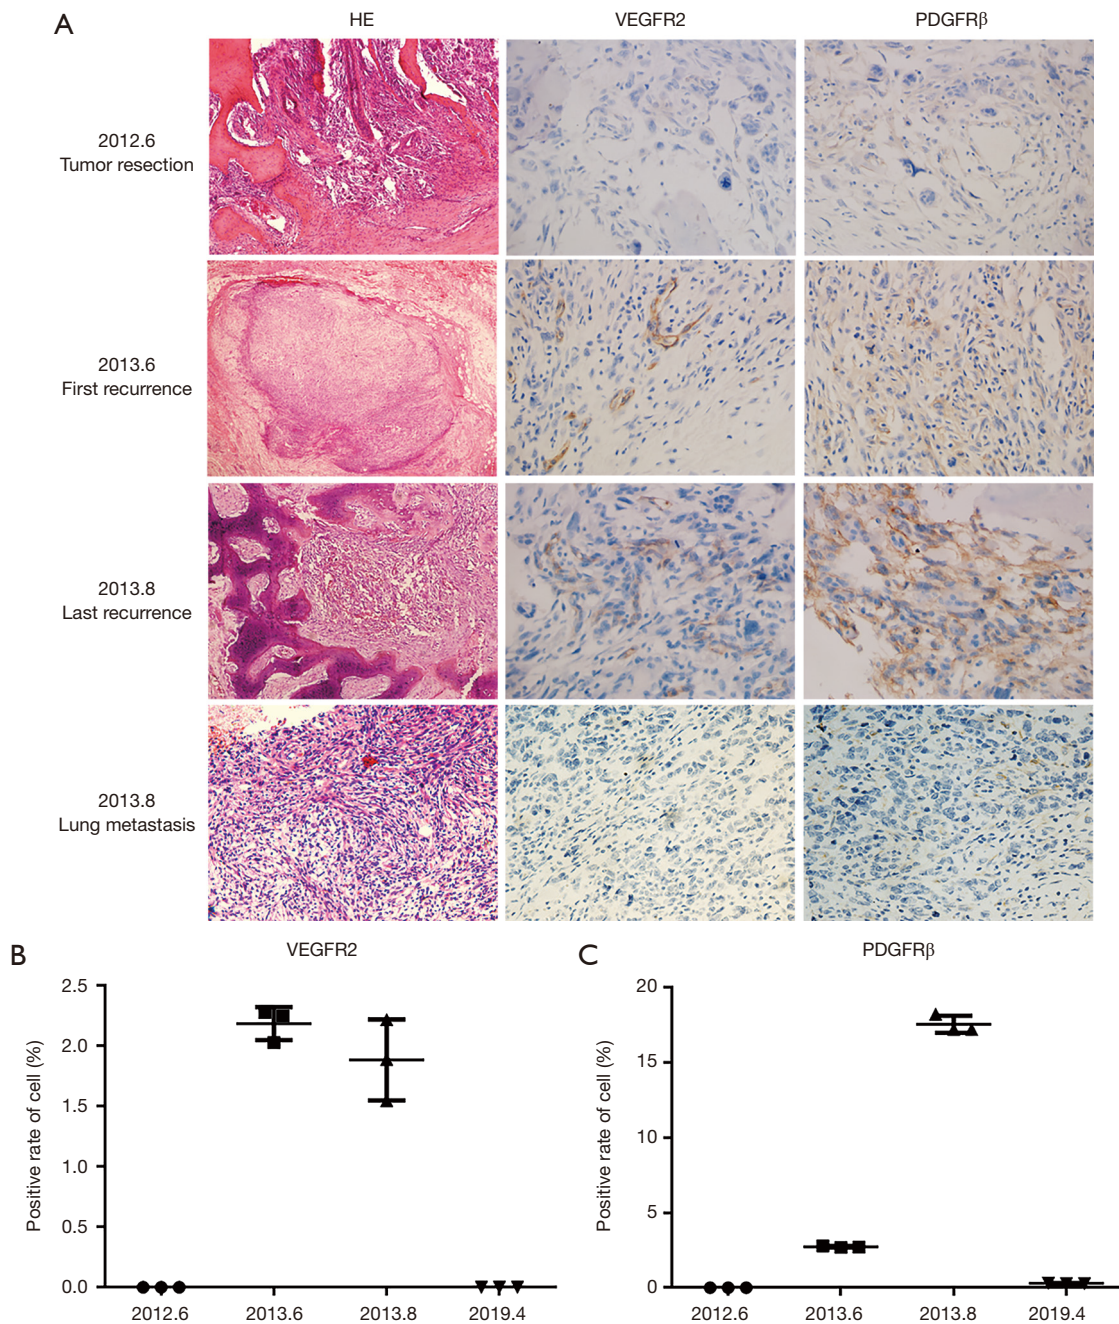 A
HE
VEGFR2
PDGFRβ
2012.6
Tumor resection
2013.6
First recurrence
2013.8
Last recurrence
2013.8
Lung metastasis
B
VEGFR2
Positive rate of cell (%)
2.5
2.0
1.5
1.0
0.5
0.0
2012.6
2013.6
2013.8
2019.4
C
PDGFRβ
Positive rate of cell (%)
20
15
10
5
0
2012.6
2013.6
2013.8
2019.4